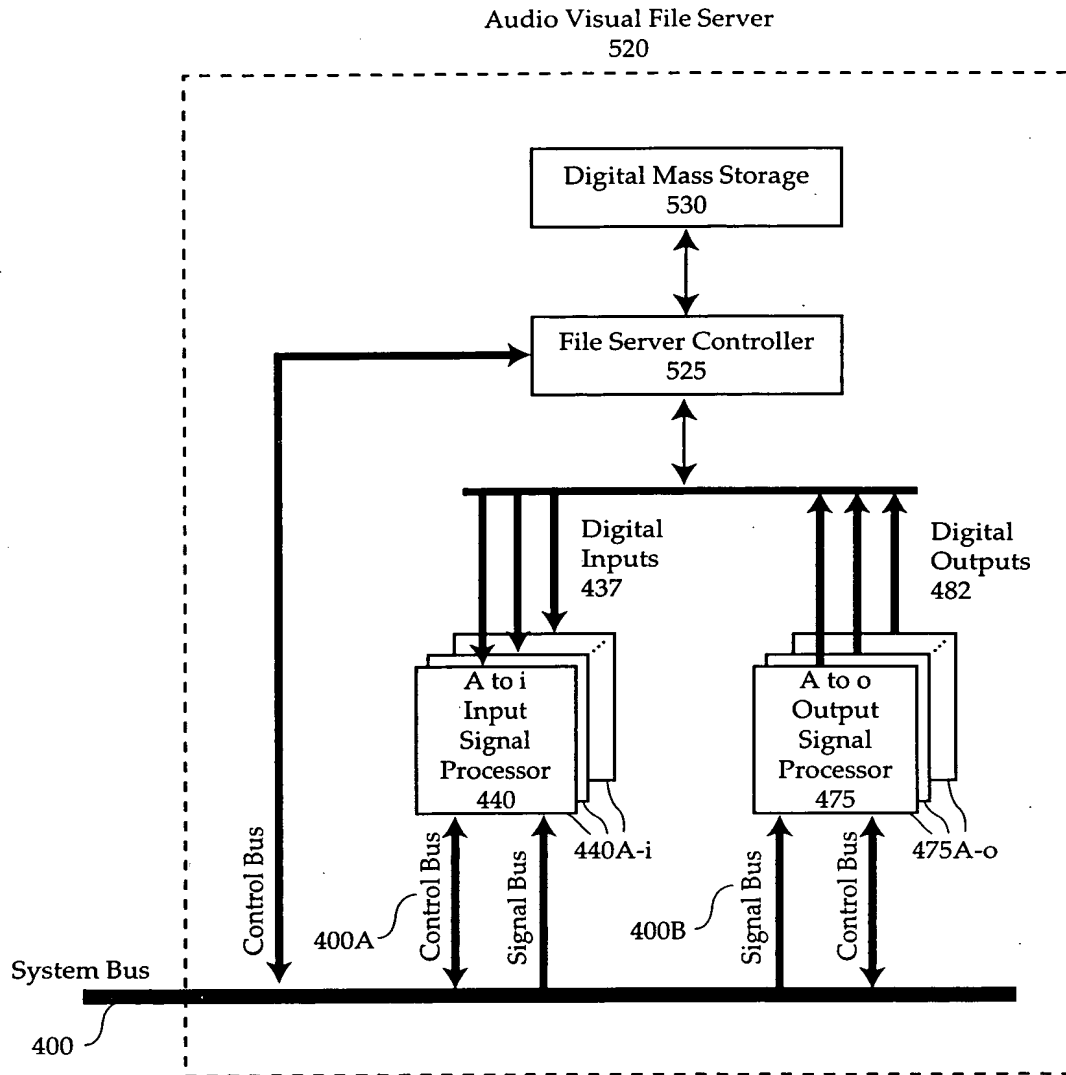 Audio Visual File Server
520
Digital Mass Storage
530
File Server Controller
525
Digital
Inputs
437
Digital
Outputs
482
A to i
Input
Signal
Processor
440
A to o
Output
Signal
Processor
475
440A-i
475A-o
Control Bus
400A
Control Bus
Signal Bus
400B
Signal Bus
Control Bus
System Bus
400